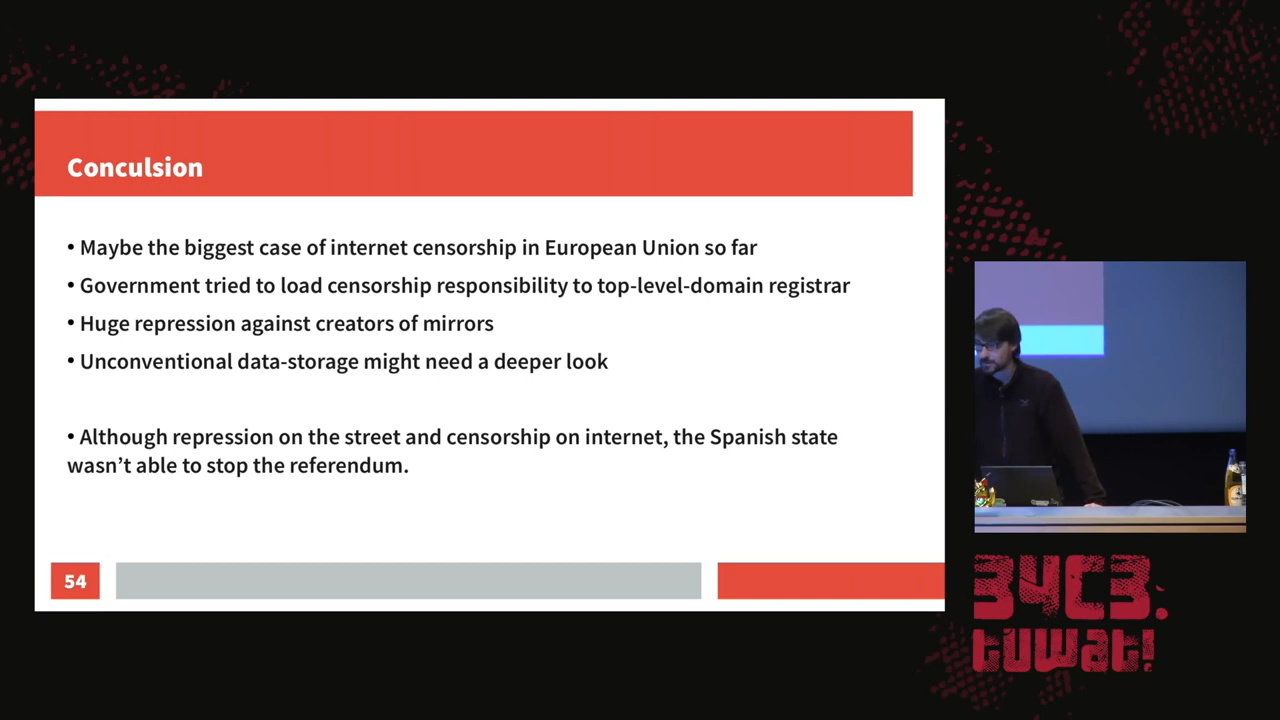 Conculsion
• Maybe the biggest case of internet censorship in European Union so far
• Government tried to load censorship responsibility to top-level-domain registrar
• Huge repression against creators of mirrors
• Unconventional data-storage might need a deeper look
• Although repression on the street and censorship on internet, the Spanish state
wasn't able to stop the referendum.
54
34C3.
tuwat!